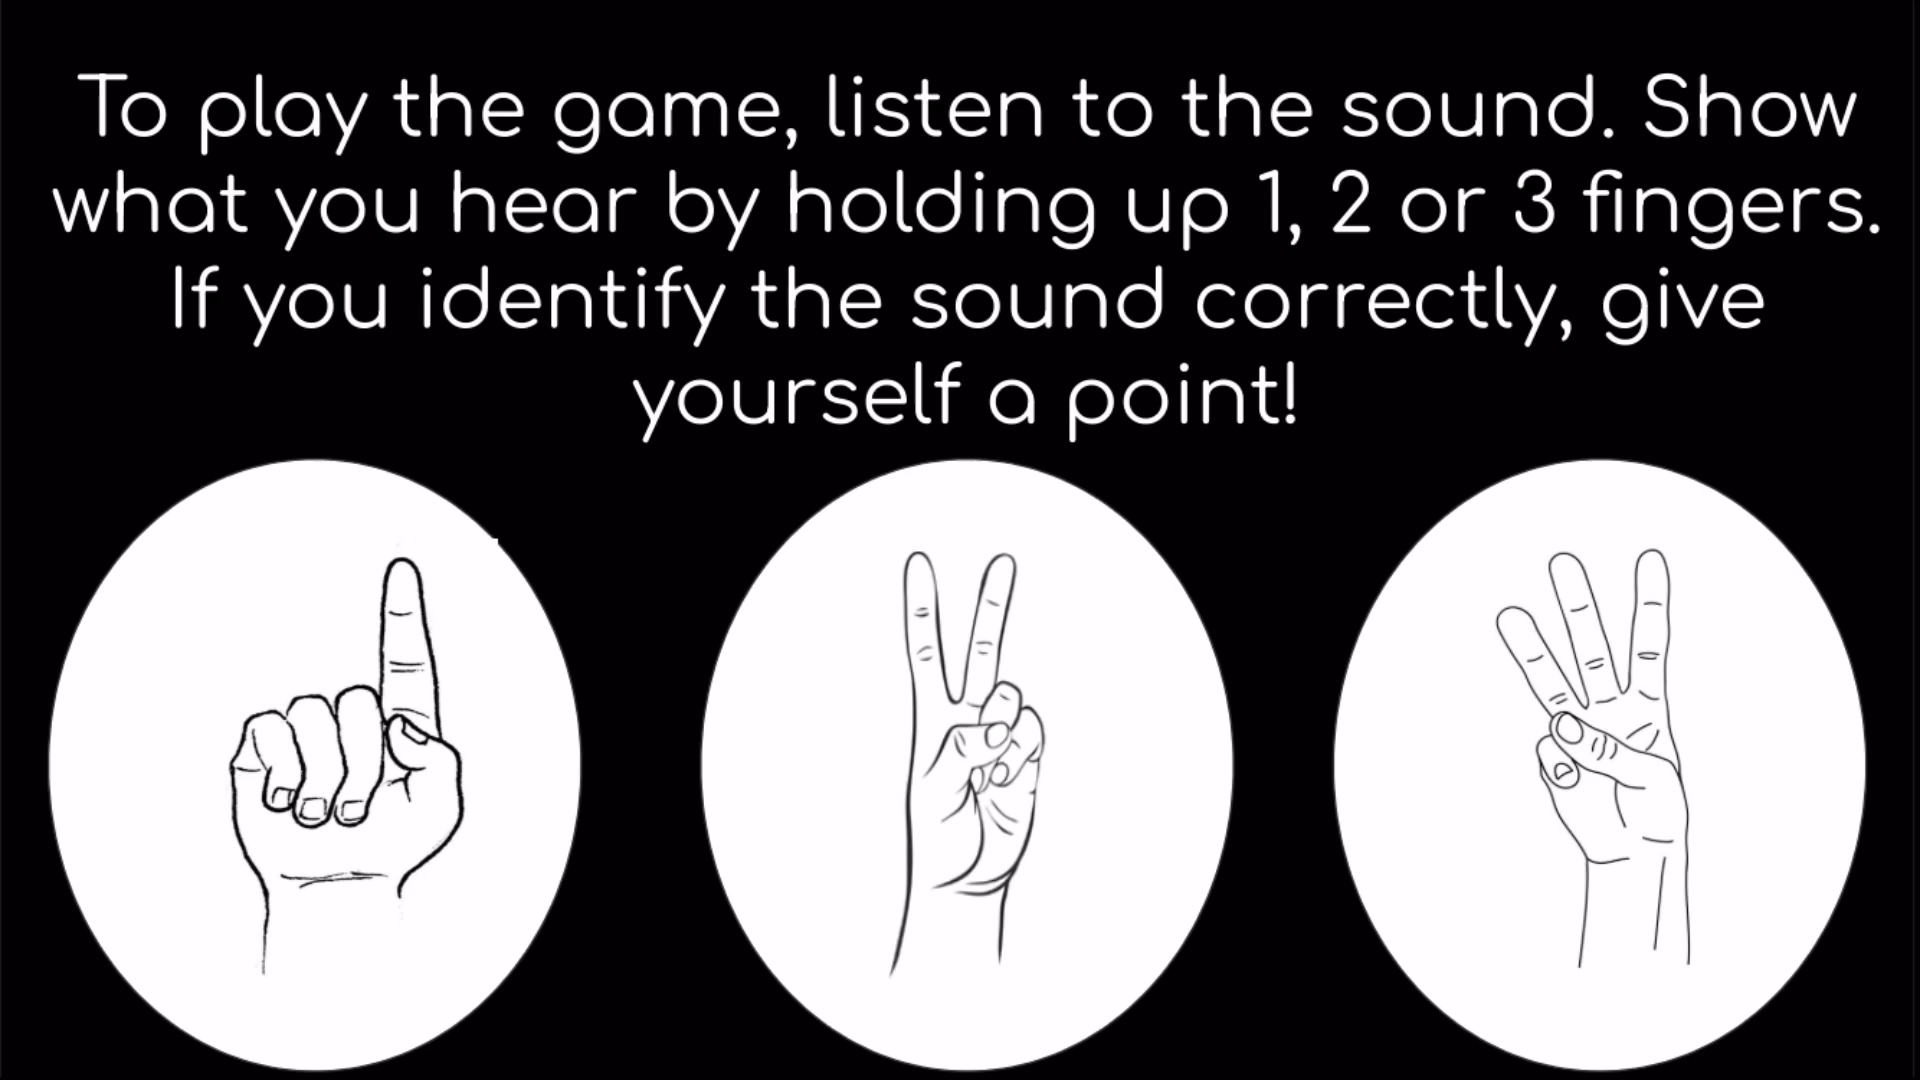 To play the game, listen to the sound. Show
what you hear by holding up 1, 2 or 3 fingers.
If you identify the sound correctly, give
yourself a point!